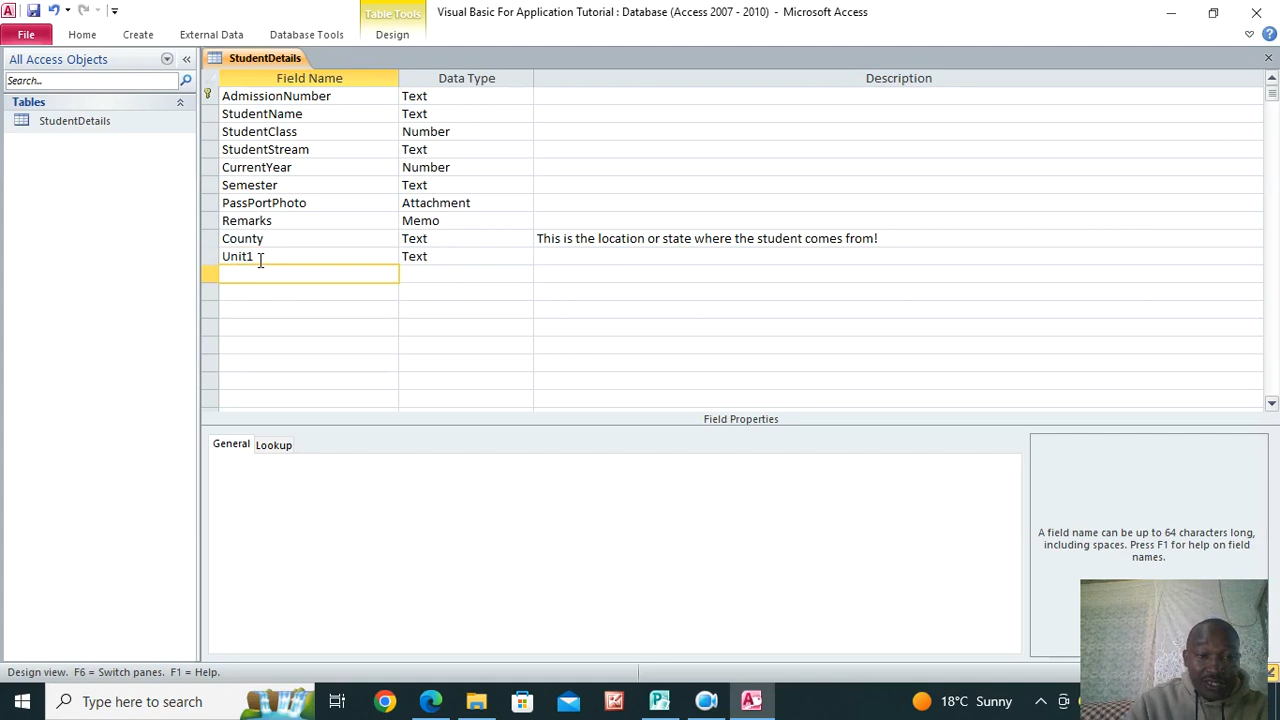 Table Tools
Visual Basic For Application Tutorial : Database (Access 2007 - 2010) - Microsoft Access
File Home Create External Data Database Tools Design
All Access Objects
StudentDetails
Search...
Field Name Data Type Description
Tables
StudentDetails
AdmissionNumber Text
StudentName Text
StudentClass Number
StudentStream Text
CurrentYear Number
Semester Text
PassPortPhoto Attachment
Remarks Memo
County Text This is the location or state where the student comes from!
Unit1 Text
Field Properties
General Lookup
A field name can be up to 64 characters long,
including spaces. Press F1 for help on field
names.
Design view. F6 = Switch panes. F1 = Help.
Type here to search
18°C Sunny